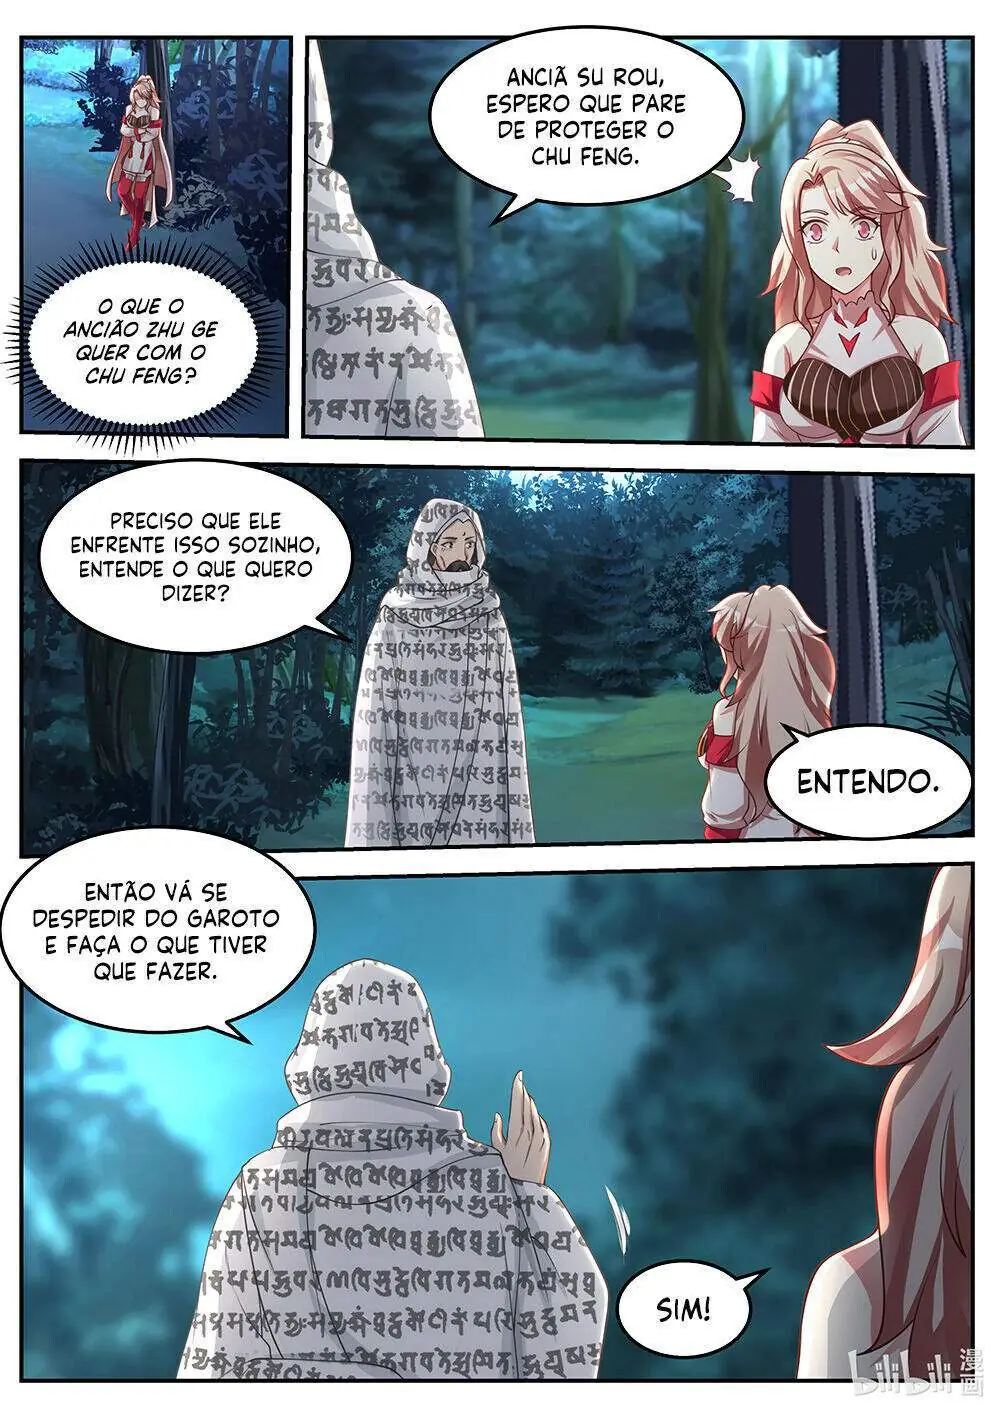 O QUE O
ANCIÃO ZHU GE
QUER COM O
CHU FENG?
ANCIÃ SU ROU,
ESPERO QUE PARE
DE PROTEGER O
CHU FENG.
PRECISO QUE ELE
ENFRENTE ISSO SOZINHO,
ENTENDE O QUE QUERO
DIZER?
ENTENDO.
ENTÃO VÁ SE
DESPEDIR DO GAROTO
E FAÇA O QUE TIVER
QUE FAZER.
SIM!
bilibili 漫画